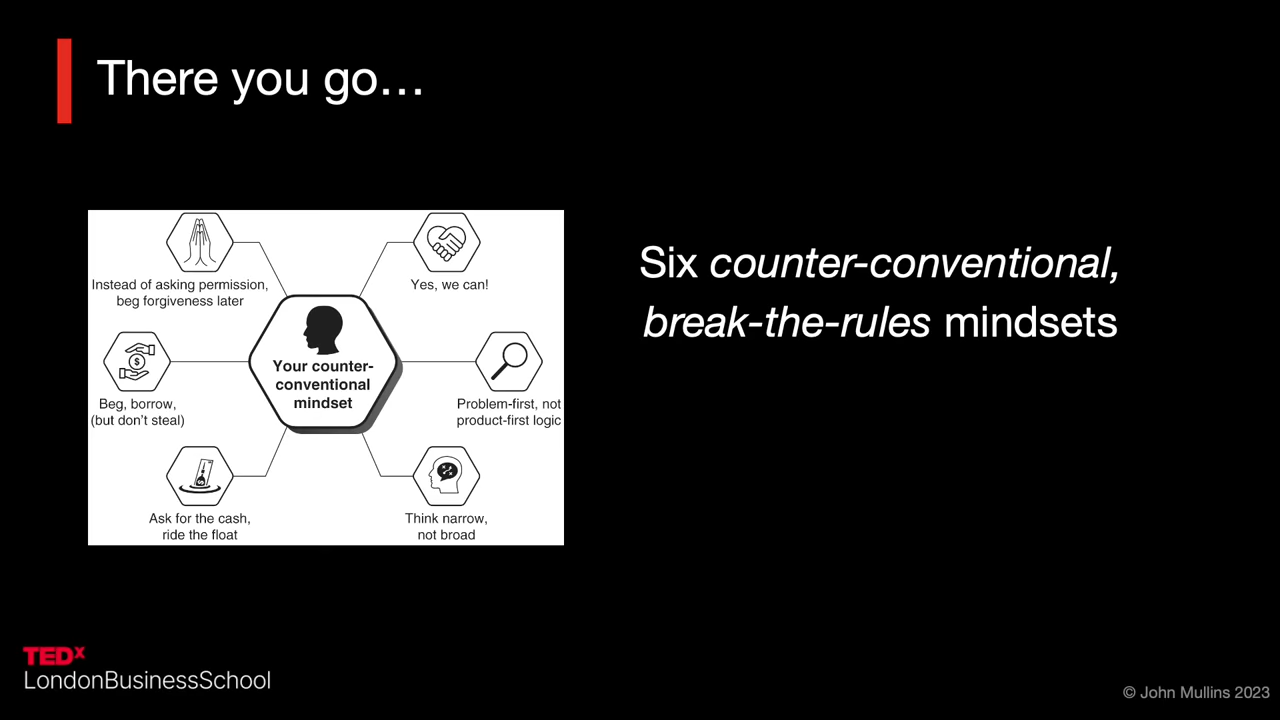 There you go…
Instead of asking permission,
beg forgiveness later
Yes, we can!
Beg, borrow,
(but don't steal)
$
Your counter-
conventional
mindset
Problem-first, not
product-first logic
Ask for the cash,
ride the float
$
Think narrow,
not broad
Six counter-conventional,
break-the-rules mindsets
TEDx
LondonBusinessSchool
© John Mullins 2023